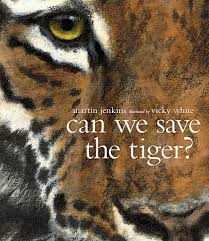 martin jenkins illustrated by vicky white
can we save
the tiger?